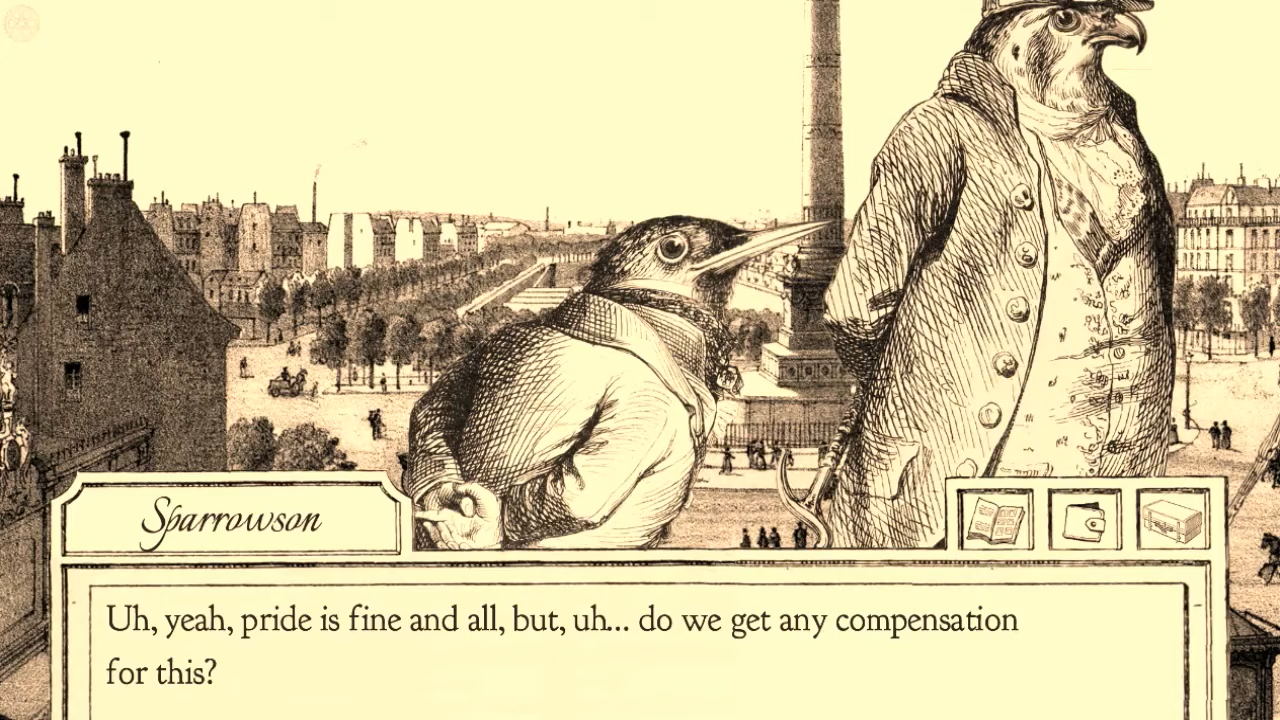 Sparrowson
Uh, yeah, pride is fine and all, but, uh... do we get any compensation
for this?